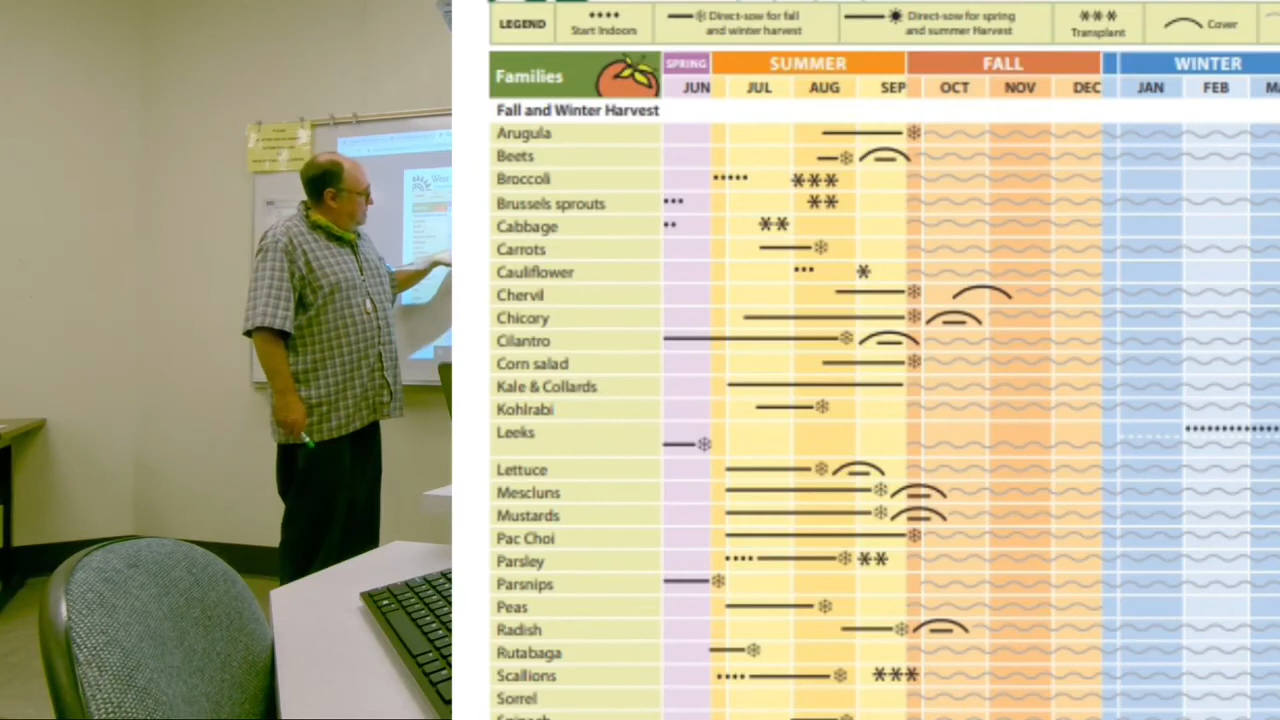 PLEASE
West
LEGEND
Start Indoors
Direct-sow for fall
and winter harvest
Direct-sow for spring
and summer Harvest
Transplant
Cover
Families
SPRING SUMMER FALL WINTER
JUN JUL AUG SEP OCT NOV DEC JAN FEB
Fall and Winter Harvest
Arugula
Beets
Broccoli
Brussels sprouts
Cabbage
Carrots
Cauliflower
Chervil
Chicory
Cilantro
Corn salad
Kale & Collards
Kohlrabi
Leeks
Lettuce
Mescluns
Mustards
Pac Choi
Parsley
Parsnips
Peas
Radish
Rutabaga
Scallions
Sorrel